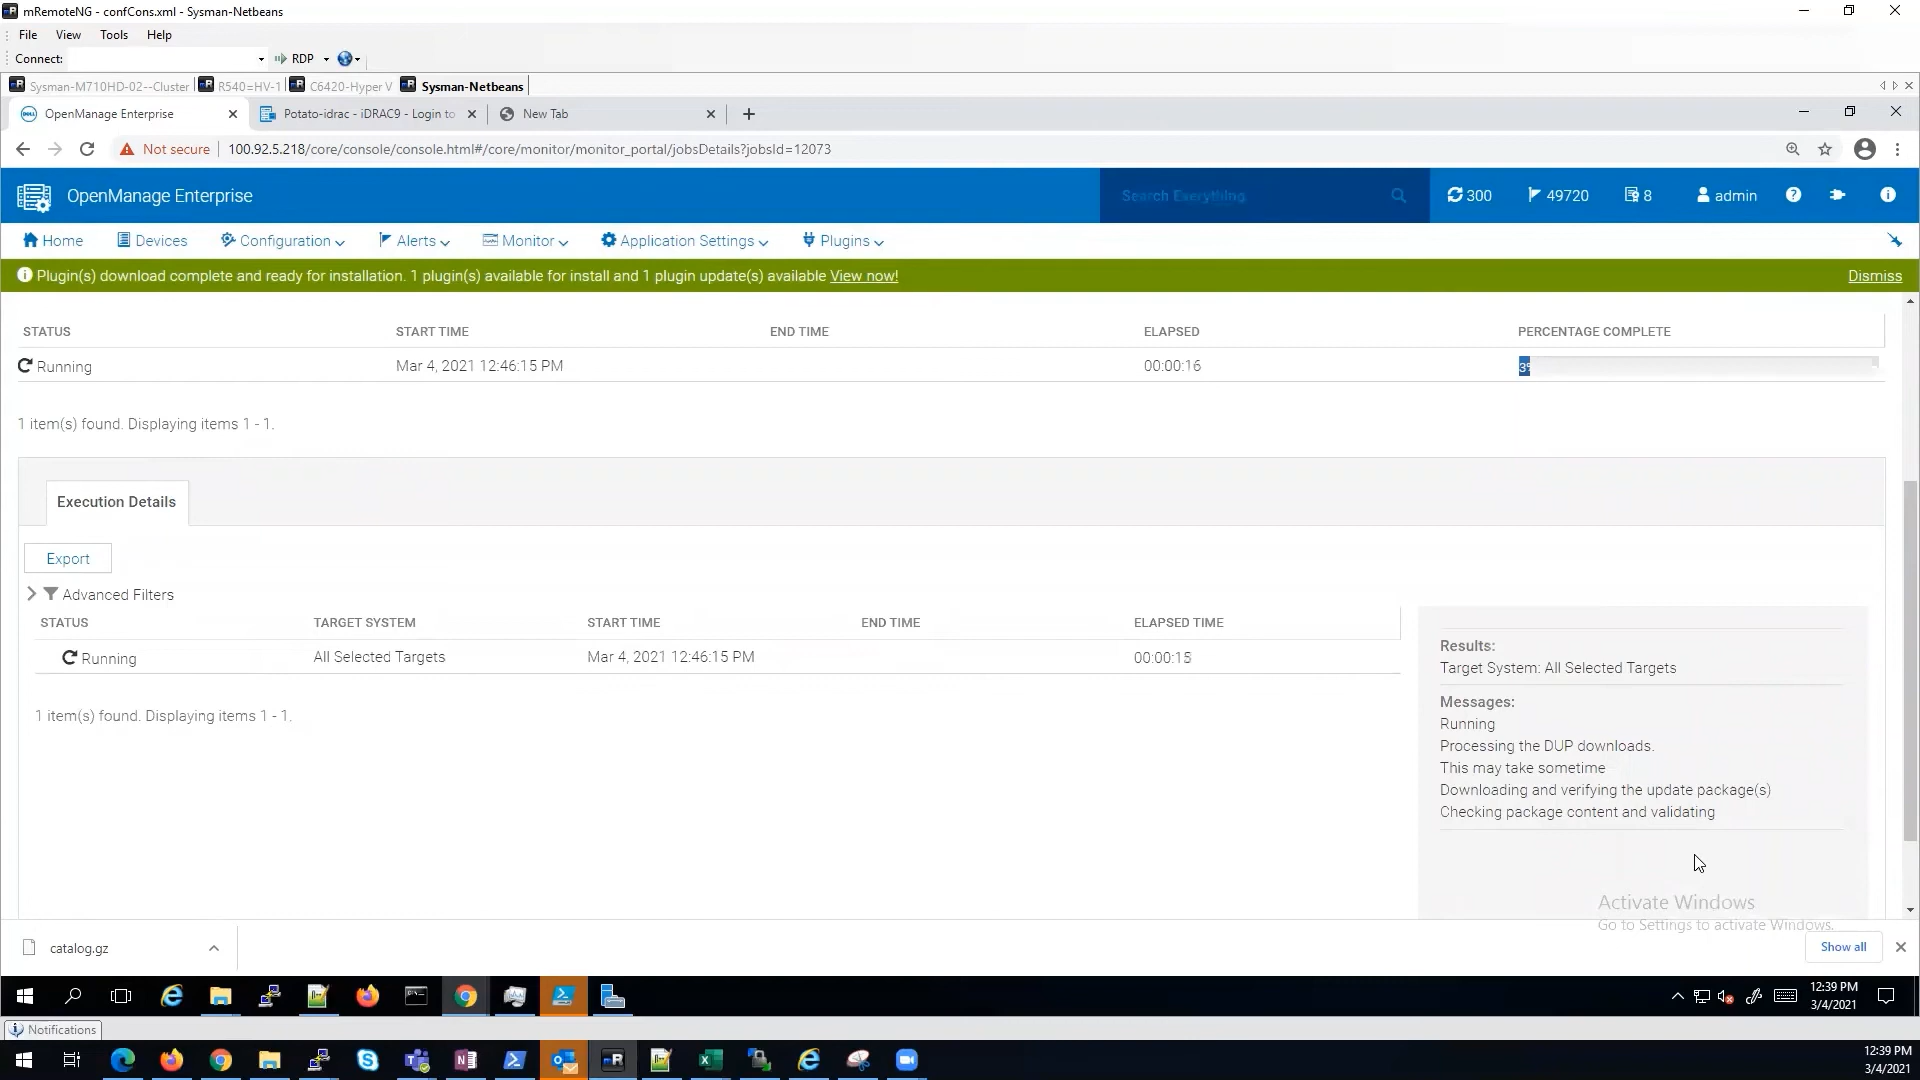 mRemoteNG - confCons.xml - Sysman-Netbeans
File View Tools Help
Connect: RDP
Sysman-M710HD-02--Cluster R540=HV-1 C6420-Hyper V Sysman-Netbeans
OpenManage Enterprise Potato-idrac - iDRAC9 - Login to New Tab
Not secure 100.92.5.218/core/console/console.html#/core/monitor/monitor_portal/jobsDetails?jobsId=12073
OpenManage Enterprise Search Everything 300 49720 8 admin
Home Devices Configuration Alerts Monitor Application Settings Plugins
Plugin(s) download complete and ready for installation. 1 plugin(s) available for install and 1 plugin update(s) available View now! Dismiss
STATUS START TIME END TIME ELAPSED PERCENTAGE COMPLETE
Running Mar 4, 2021 12:46:15 PM 00:00:16 3%
1 item(s) found. Displaying items 1 - 1.
Execution Details
Export
Advanced Filters
STATUS TARGET SYSTEM START TIME END TIME ELAPSED TIME
Running All Selected Targets Mar 4, 2021 12:46:15 PM 00:00:15
1 item(s) found. Displaying items 1 - 1.
Results:
Target System: All Selected Targets
Messages:
Running
Processing the DUP downloads.
This may take sometime
Downloading and verifying the update package(s)
Checking package content and validating
Activate Windows
Go to Settings to activate Windows.
catalog.gz Show all
12:39 PM
3/4/2021
Notifications
12:39 PM
3/4/2021